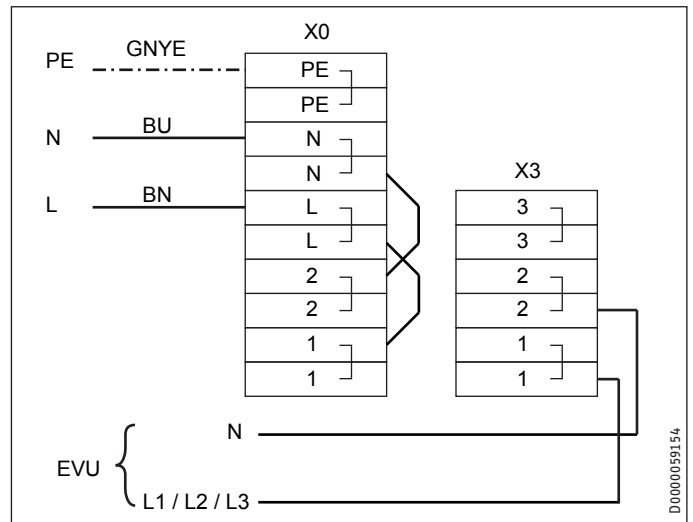 X0
PE GNYE PE
PE
N BU N
N
X3
L BN L 3
L 3
2 2
2 2
1 1
1 1
N
EVU
L1 / L2 / L3
D0000059154